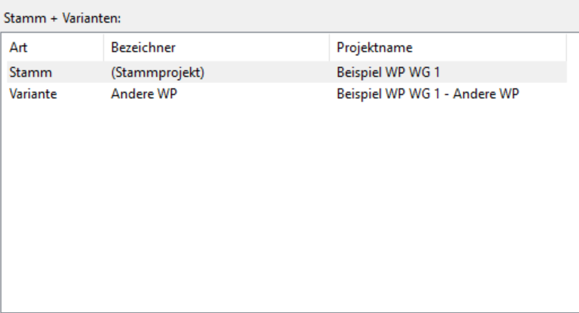 Stamm + Varianten:
Art Bezeichner Projektname
Stamm (Stammprojekt) Beispiel WP WG 1
Variante Andere WP Beispiel WP WG 1 - Andere WP